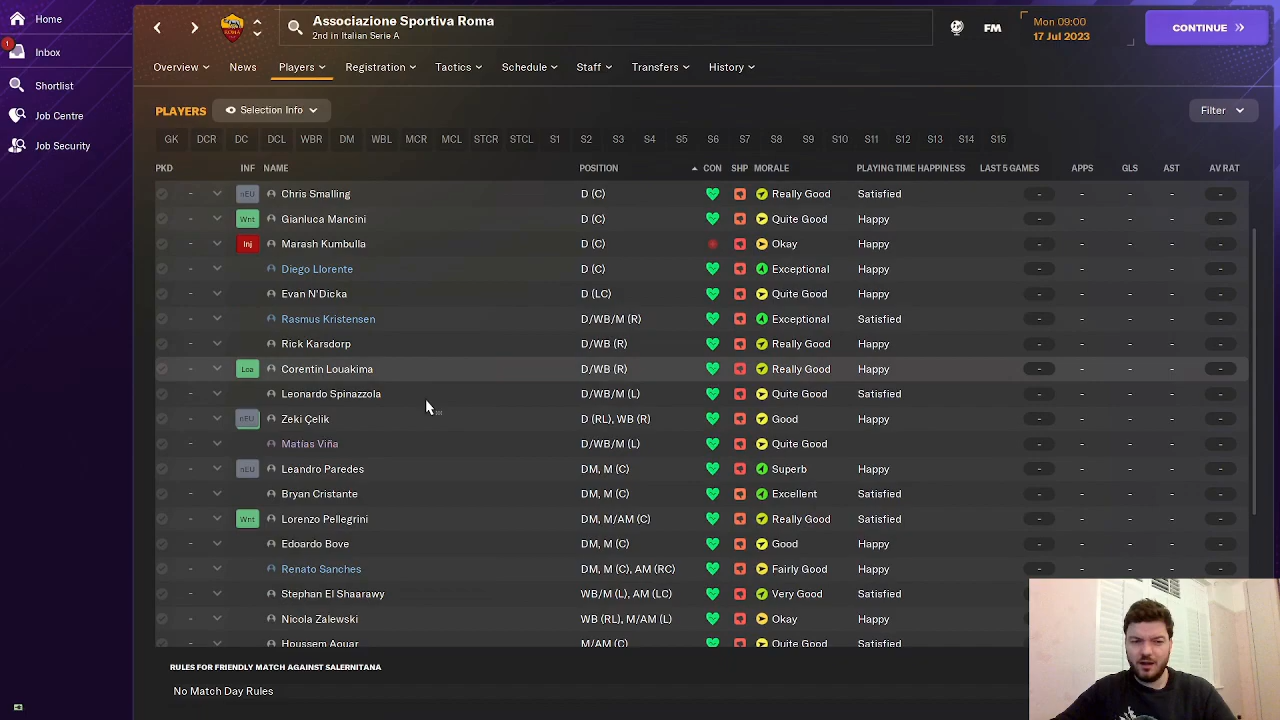 Home
Associazione Sportiva Roma
2nd in Italian Serie A
FM
Mon 09:00
17 Jul 2023
CONTINUE
1
Inbox
Overview
News
Players
Registration
Tactics
Schedule
Staff
Transfers
History
Shortlist
Job Centre
Job Security
PLAYERS
Selection Info
Filter
GK DCR DC DCL WBR DM WBL MCR MCL STCR STCL S1 S2 S3 S4 S5 S6 S7 S8 S9 S10 S11 S12 S13 S14 S15
PKD INF NAME POSITION CON SHP MORALE PLAYING TIME HAPPINESS LAST 5 GAMES APPS GLS AST AV RAT
- nEU Chris Smalling D (C) Really Good Satisfied - - - - -
- Wnt Gianluca Mancini D (C) Quite Good Happy - - - - -
- Inj Marash Kumbulla D (C) Okay Happy - - - - -
- Diego Llorente D (C) Exceptional Happy - - - - -
- Evan N'Dicka D (LC) Quite Good Happy - - - - -
- Rasmus Kristensen D/WB/M (R) Exceptional Satisfied - - - - -
- Rick Karsdorp D/WB (R) Really Good Happy - - - - -
- Loa Corentin Louakima D/WB (R) Really Good Happy - - - - -
- Leonardo Spinazzola D/WB/M (L) Quite Good Satisfied - - - - -
- nEU Zeki Çelik D (RL), WB (R) Good Happy - - - - -
- Matías Viña D/WB/M (L) Quite Good - - - - -
- nEU Leandro Paredes DM, M (C) Superb Happy - - - - -
- Bryan Cristante DM, M (C) Excellent Satisfied - - - - -
- Wnt Lorenzo Pellegrini DM, M/AM (C) Really Good Satisfied - - - - -
- Edoardo Bove DM, M (C) Good Happy - - - - -
- Renato Sanches DM, M (C), AM (RC) Fairly Good Happy - - - - -
- Stephan El Shaarawy WB/M (L), AM (LC) Very Good Satisfied
- Nicola Zalewski WB (RL), M/AM (L) Okay Happy
- Houssem Aouar M/AM (C) Quite Good Satisfied
RULES FOR FRIENDLY MATCH AGAINST SALERNITANA
No Match Day Rules